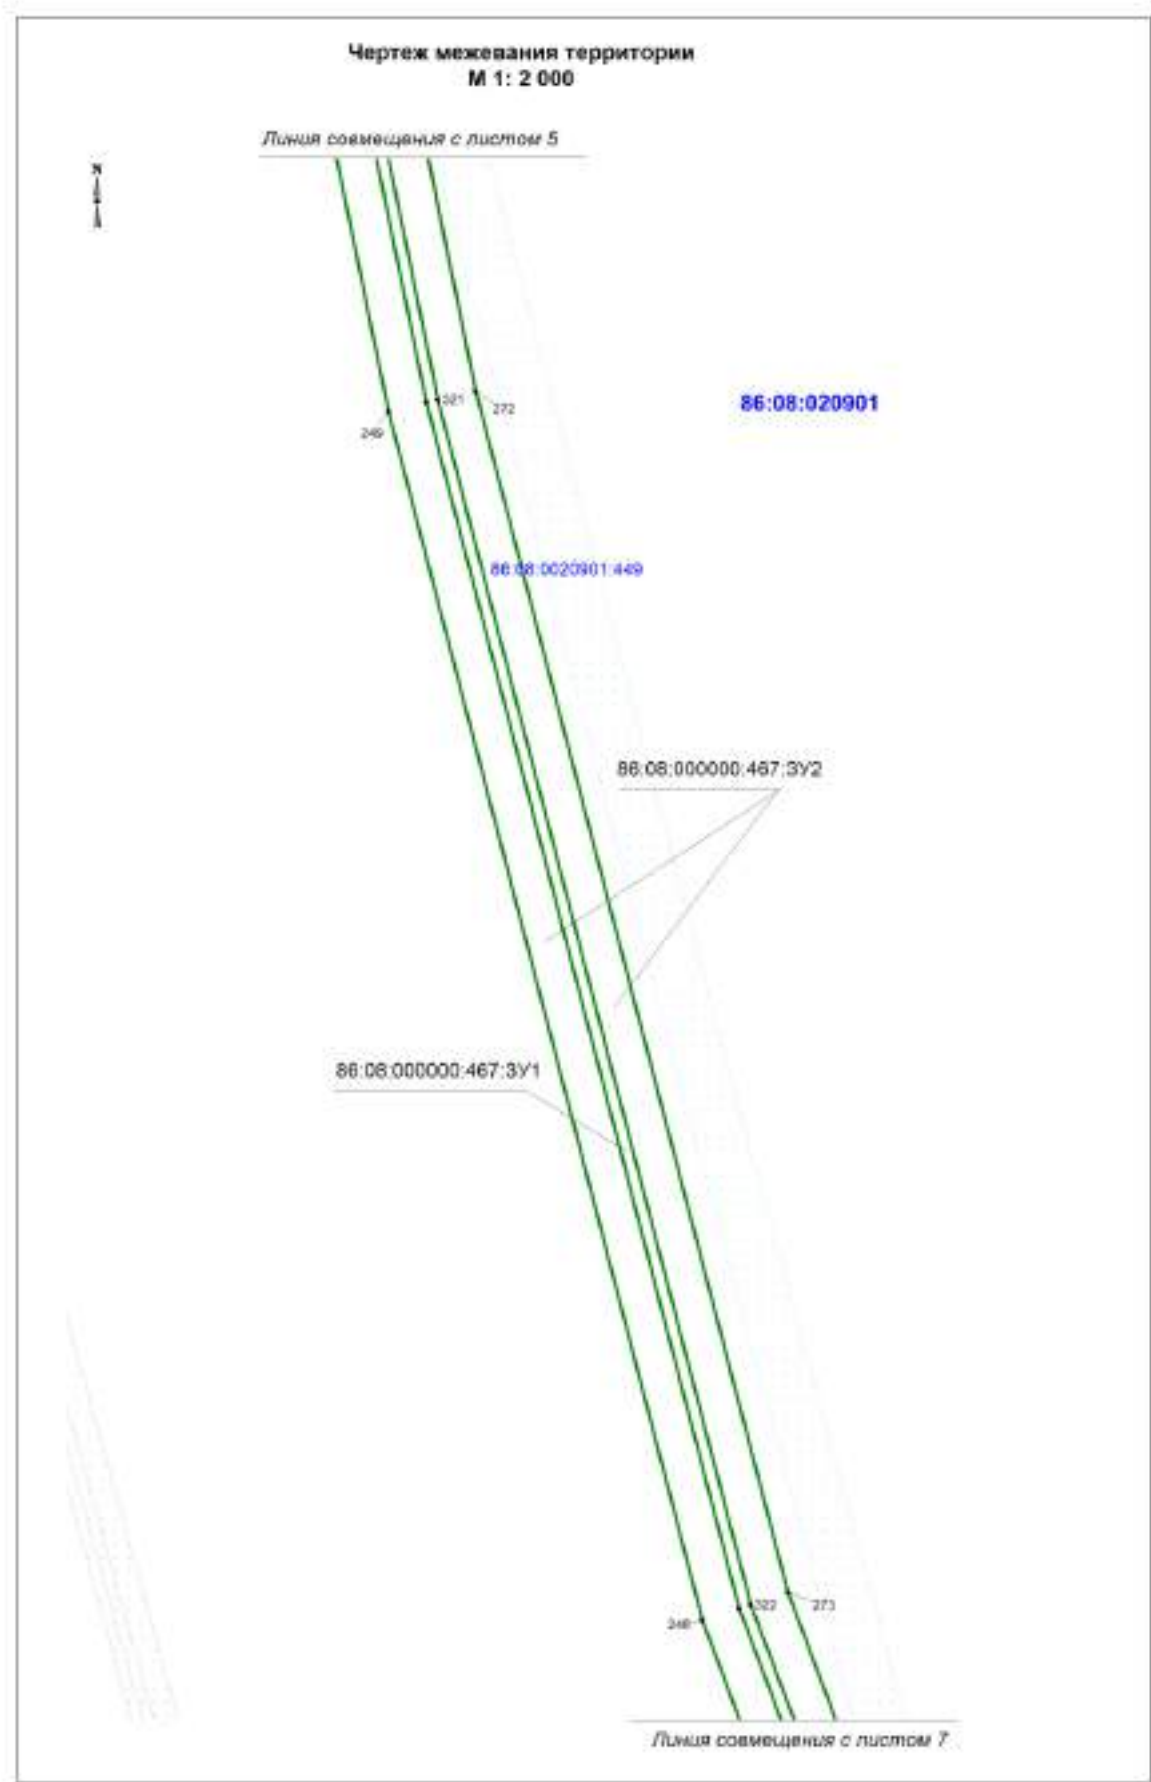 Чертеж межевания территории
М 1: 2 000
Линия совмещения с листом 5
N
321
272
249
86:08:020901
86:08:0020901:449
86:08:000000:467:ЗУ2
86:08:000000:467:ЗУ1
322
273
248
Линия совмещения с листом 7